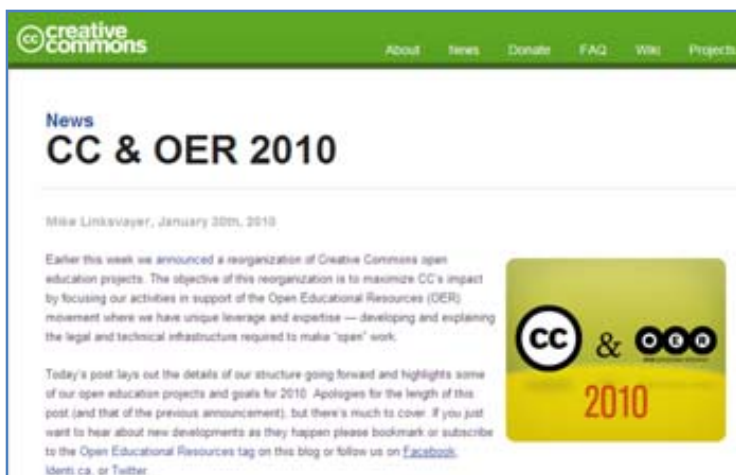 cc creative commons
About News Donate FAQ Wiki Projects
News
CC & OER 2010
Mike Linksvayer, January 30th, 2010
Earlier this week we announced a reorganization of Creative Commons open
education projects. The objective of this reorganization is to maximize CC's impact
by focusing our activities in support of the Open Educational Resources (OER)
movement where we have unique leverage and expertise — developing and explaining
the legal and technical infrastructure required to make "open" work.
Today's post lays out the details of our structure going forward and highlights some
of our open education projects and goals for 2010. Apologies for the length of this
post (and that of the previous announcement), but there's much to cover. If you just
want to hear about new developments as they happen please bookmark or subscribe
to the Open Educational Resources tag on this blog or follow us on Facebook,
Identi.ca, or Twitter.
cc & OER
2010